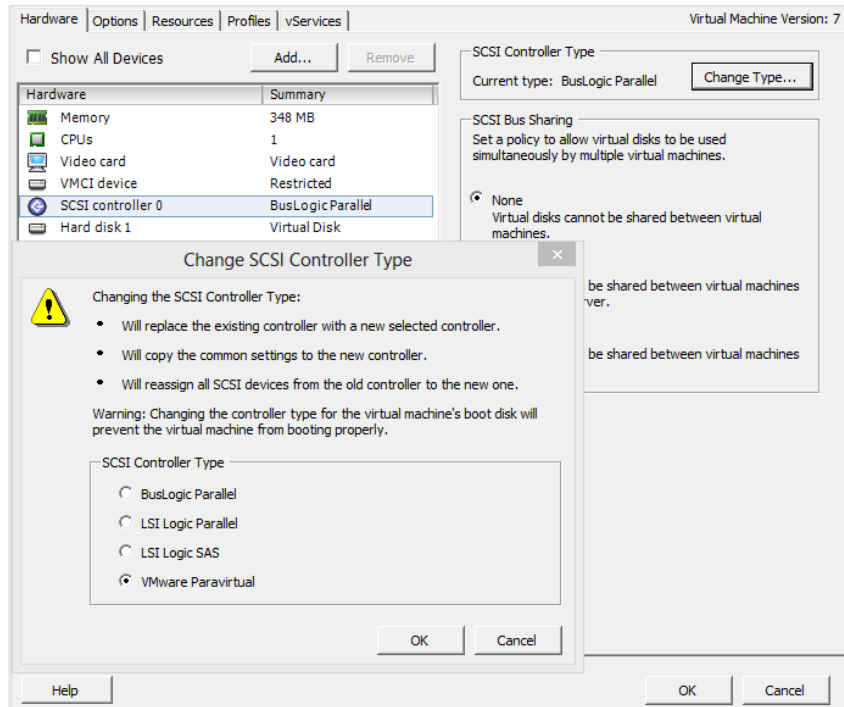 Hardware Options Resources Profiles vServices Virtual Machine Version: 7
Show All Devices Add... Remove
Hardware Summary
Memory 348 MB
CPUs 1
Video card Video card
VMCI device Restricted
SCSI controller 0 BusLogic Parallel
Hard disk 1 Virtual Disk
SCSI Controller Type
Current type: BusLogic Parallel Change Type...
SCSI Bus Sharing
Set a policy to allow virtual disks to be used
simultaneously by multiple virtual machines.
None
Virtual disks cannot be shared between virtual
machines.
be shared between virtual machines
rver.
be shared between virtual machines
Change SCSI Controller Type
Changing the SCSI Controller Type:
• Will replace the existing controller with a new selected controller.
• Will copy the common settings to the new controller.
• Will reassign all SCSI devices from the old controller to the new one.
Warning: Changing the controller type for the virtual machine's boot disk will
prevent the virtual machine from booting properly.
SCSI Controller Type
BusLogic Parallel
LSI Logic Parallel
LSI Logic SAS
VMware Paravirtual
OK Cancel
Help OK Cancel